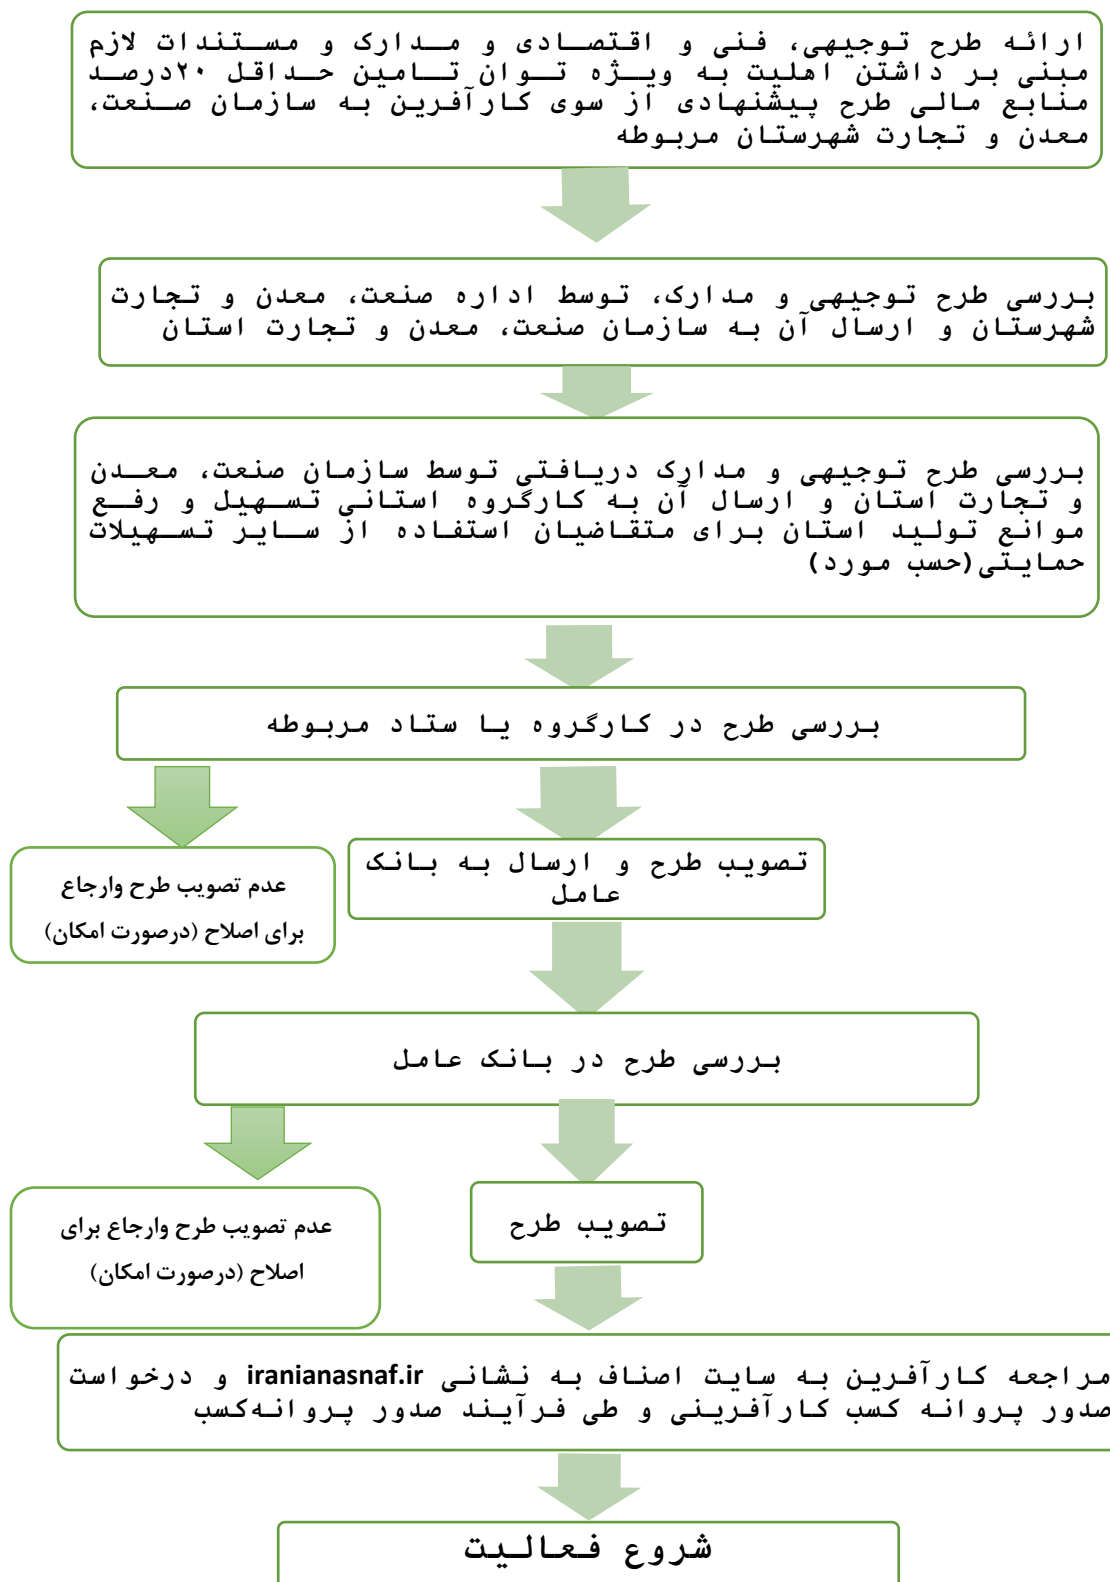 ارائه طرح توجیهی، فنی و اقتصادی و مدارک و مستندات لازم
مبنی بر داشتن اهلیت به ویژه توان تامین حداقل ۲۰درصد
منابع مالی طرح پیشنهادی از سوی کارآفرین به سازمان صنعت،
معدن و تجارت شهرستان مربوطه
بررسی طرح توجیهی و مدارک، توسط اداره صنعت، معدن و تجارت
شهرستان و ارسال آن به سازمان صنعت، معدن و تجارت استان
بررسی طرح توجیهی و مدارک دریافتی توسط سازمان صنعت، معدن
و تجارت استان و ارسال آن به کارگروه استانی تسهیل و رفع
موانع تولید استان برای متقاضیان استفاده از سایر تسهیلات
حمایتی(حسب مورد)
بررسی طرح در کارگروه یا ستاد مربوطه
تصویب طرح و ارسال به بانک
عامل
عدم تصویب طرح وارجاع
برای اصلاح (درصورت امکان)
بررسی طرح در بانک عامل
تصویب طرح
عدم تصویب طرح وارجاع برای
اصلاح (درصورت امکان)
مراجعه کارآفرین به سایت اصناف به نشانی iranianasnaf.ir و درخواست
صدور پروانه کسب کارآفرینی و طی فرآیند صدور پروانه‌کسب
شروع فعالیت